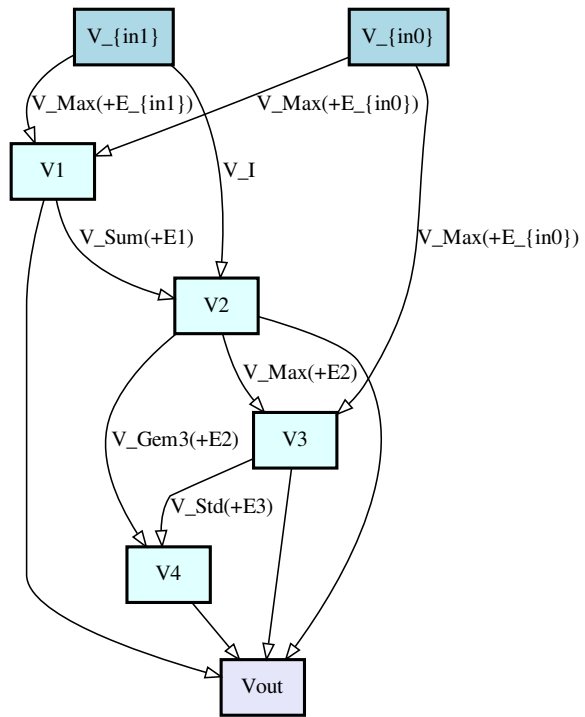 V_{in1}
V_{in0}
V_Max(+E_{in1})
V_Max(+E_{in0})
V1
V_I
V_Sum(+E1)
V_Max(+E_{in0})
V2
V_Max(+E2)
V_Gem3(+E2)
V3
V_Std(+E3)
V4
Vout